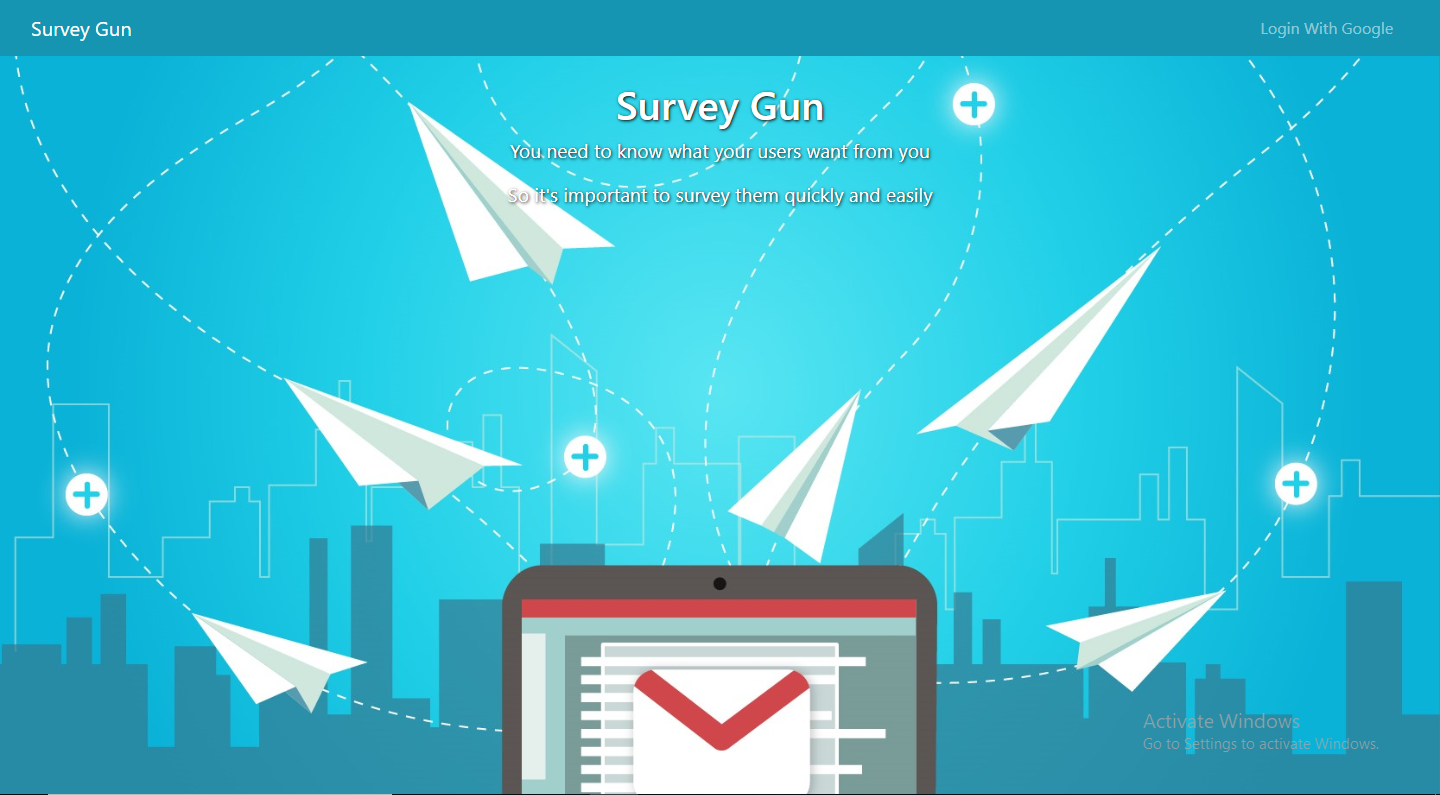 Survey Gun
Login With Google
Survey Gun
You need to know what your users want from you
So it's important to survey them quickly and easily
Activate Windows
Go to Settings to activate Windows.